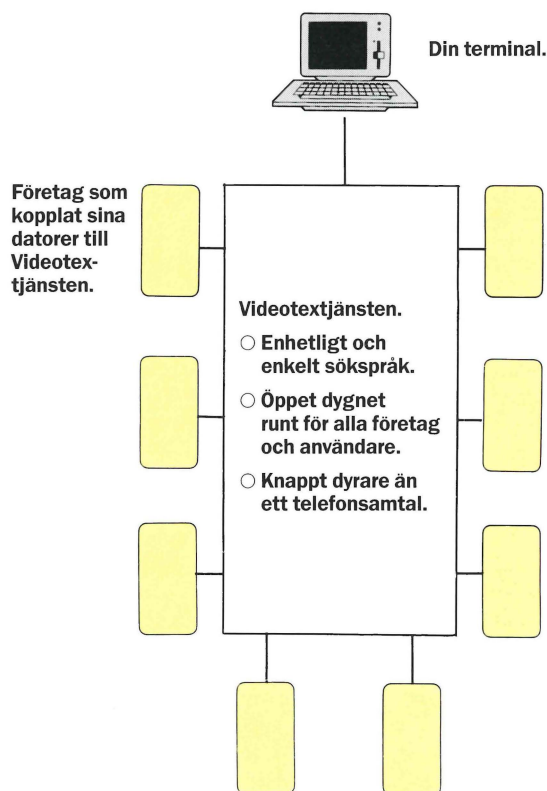 Din terminal.
Företag som
kopplat sina
datorer till
Videotex-
tjänsten.
Videotextjänsten.
○ Enhetligt och
enkelt sökspråk.
○ Öppet dygnet
runt för alla företag
och användare.
○ Knappt dyrare än
ett telefonsamtal.